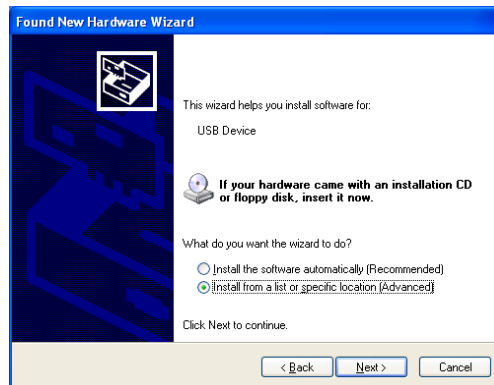 Found New Hardware Wizard
This wizard helps you install software for:
USB Device
If your hardware came with an installation CD
or floppy disk, insert it now.
What do you want the wizard to do?
Install the software automatically (Recommended)
Install from a list or specific location (Advanced)
Click Next to continue.
< Back Next > Cancel